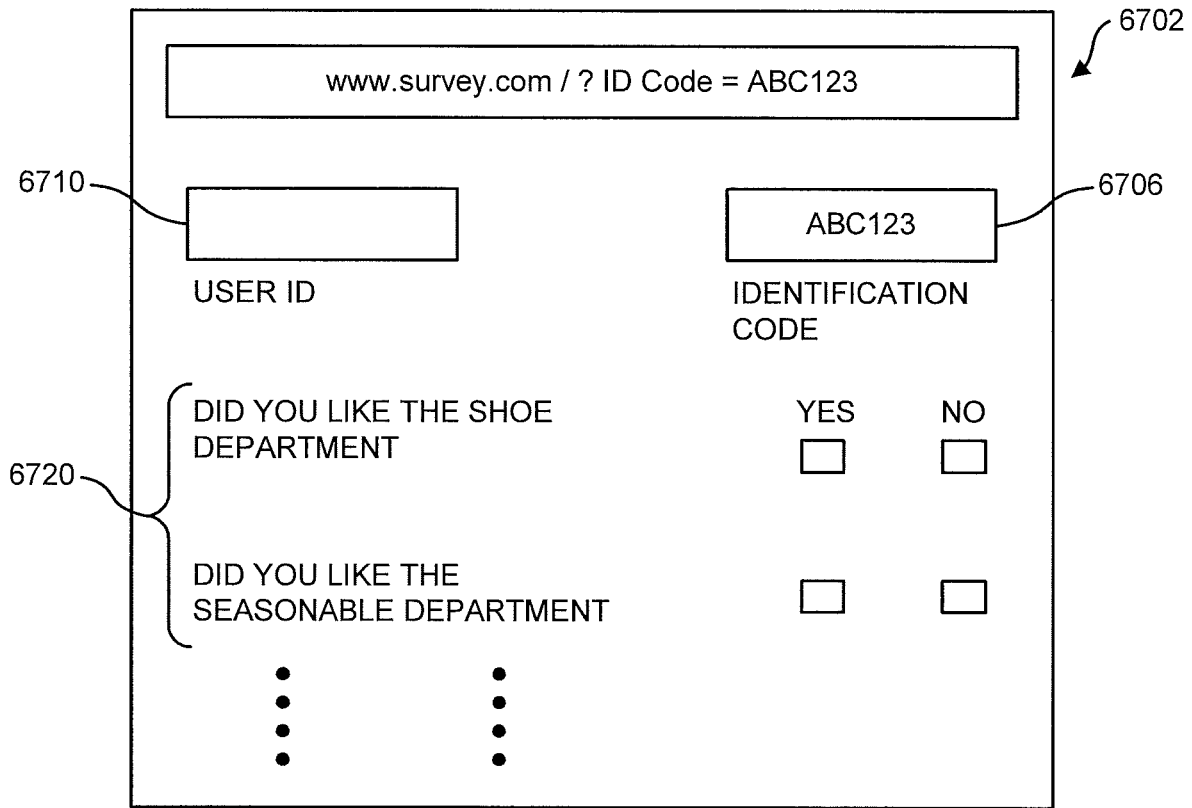 6702
www.survey.com / ? ID Code = ABC123
6710
6706
ABC123
USER ID
IDENTIFICATION
CODE
6720
DID YOU LIKE THE SHOE
DEPARTMENT
YES NO
DID YOU LIKE THE
SEASONABLE DEPARTMENT